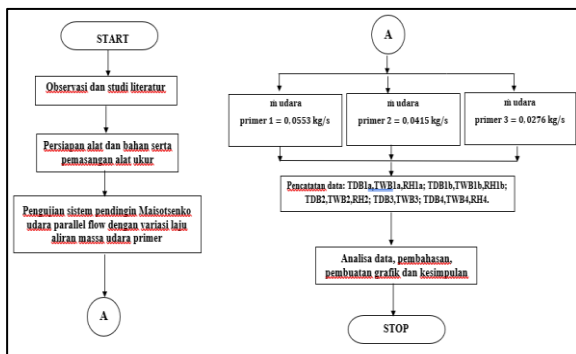 START
Observasi dan studi literatur
Persiapan alat dan bahan serta
pemasangan alat ukur
Pengujian sistem pendingin Maisotsenko
udara parallel flow dengan variasi laju
aliran massa udara primer
A
A
ṁ udara
primer 1 = 0.0553 kg/s
ṁ udara
primer 2 = 0.0415 kg/s
ṁ udara
primer 3 = 0.0276 kg/s
Pencatatan data: TDB1a,TWB1a,RH1a; TDB1b,TWB1b,RH1b;
TDB2,TWB2,RH2; TDB3,TWB3; TDB4,TWB4,RH4.
Analisa data, pembahasan,
pembuatan grafik dan kesimpulan
STOP